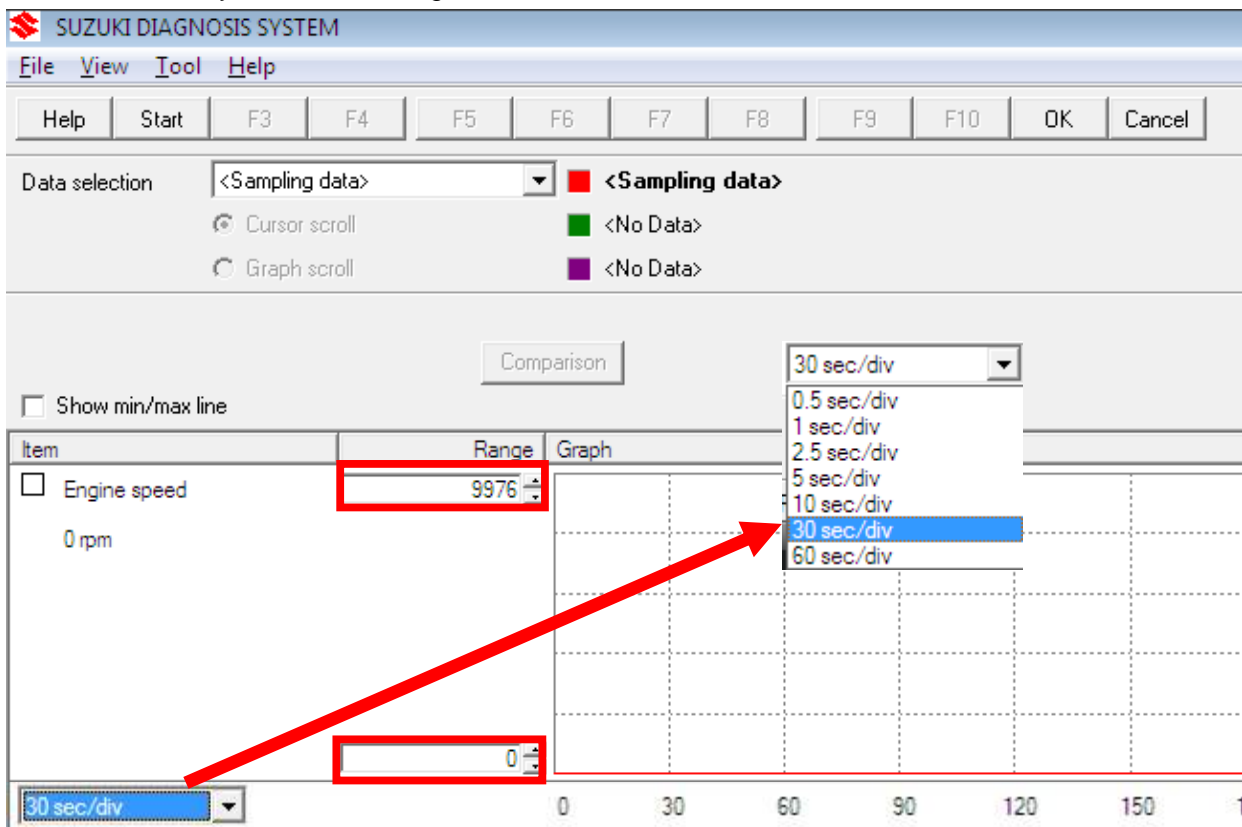 SUZUKI DIAGNOSIS SYSTEM
File View Tool Help
Help Start F3 F4 F5 F6 F7 F8 F9 F10 OK Cancel
Data selection <Sampling data> <Sampling data>
Cursor scroll <No Data>
Graph scroll <No Data>
Comparison 30 sec/div
0.5 sec/div
Show min/max line
1 sec/div
2.5 sec/div
Item Range Graph
5 sec/div
Engine speed 9976
10 sec/div
30 sec/div
0 rpm
60 sec/div
0
30 sec/div 0 30 60 90 120 150